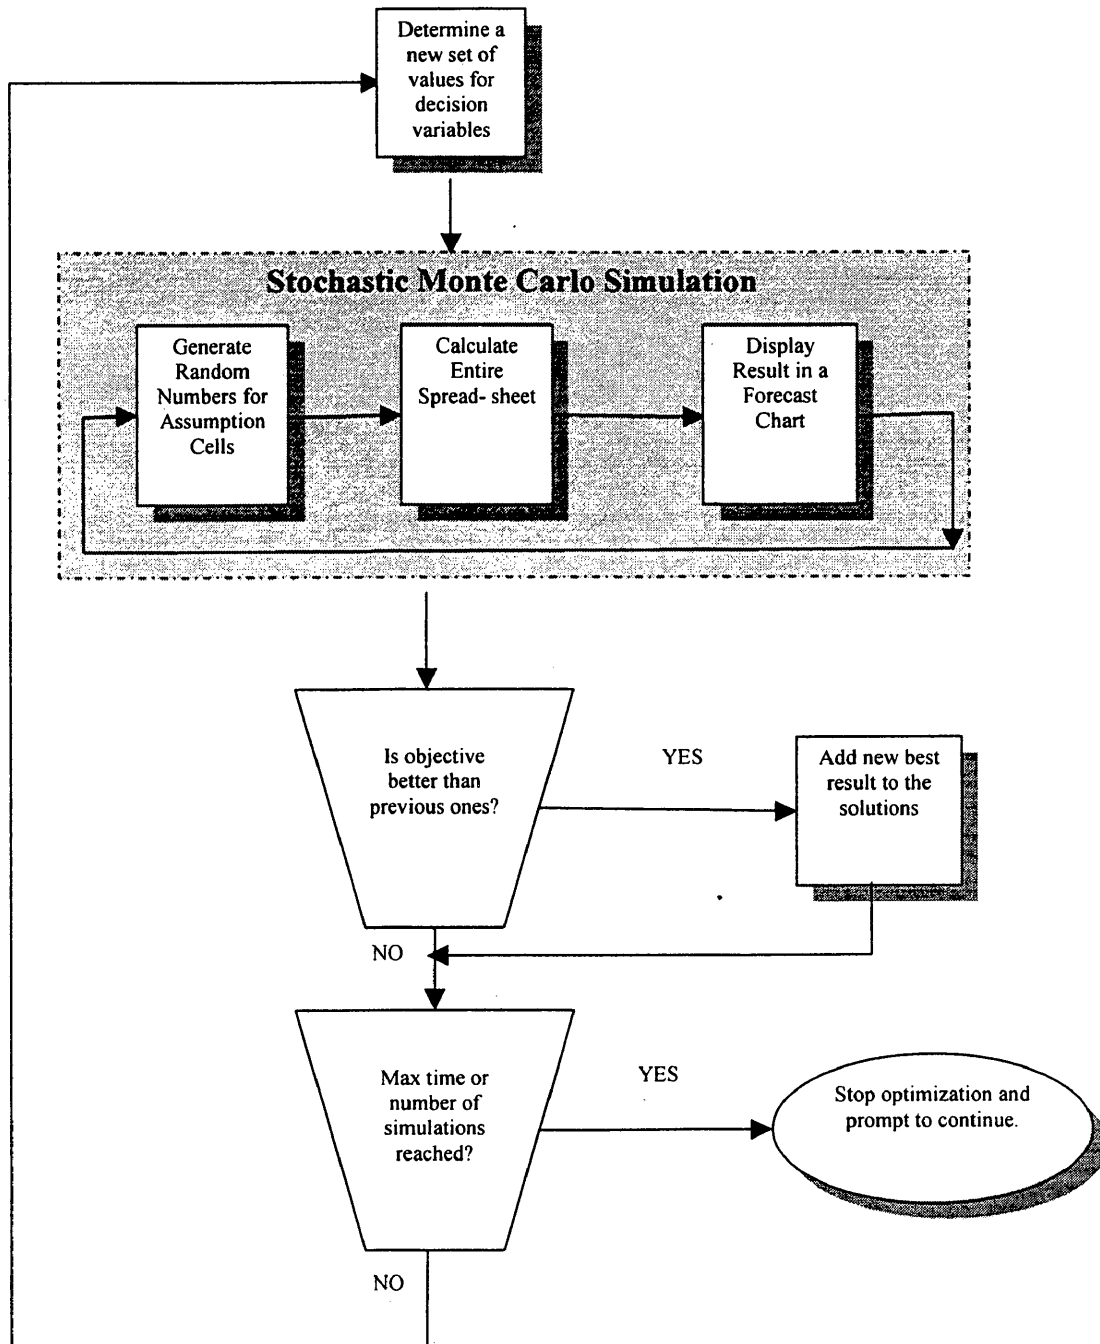 Determine a
new set of
values for
decision
variables
Stochastic Monte Carlo Simulation
Generate
Random
Numbers for
Assumption
Cells
Calculate
Entire
Spread- sheet
Display
Result in a
Forecast
Chart
Is objective
better than
previous ones?
YES
Add new best
result to the
solutions
NO
Max time or
number of
simulations
reached?
YES
Stop optimization and
prompt to continue.
NO